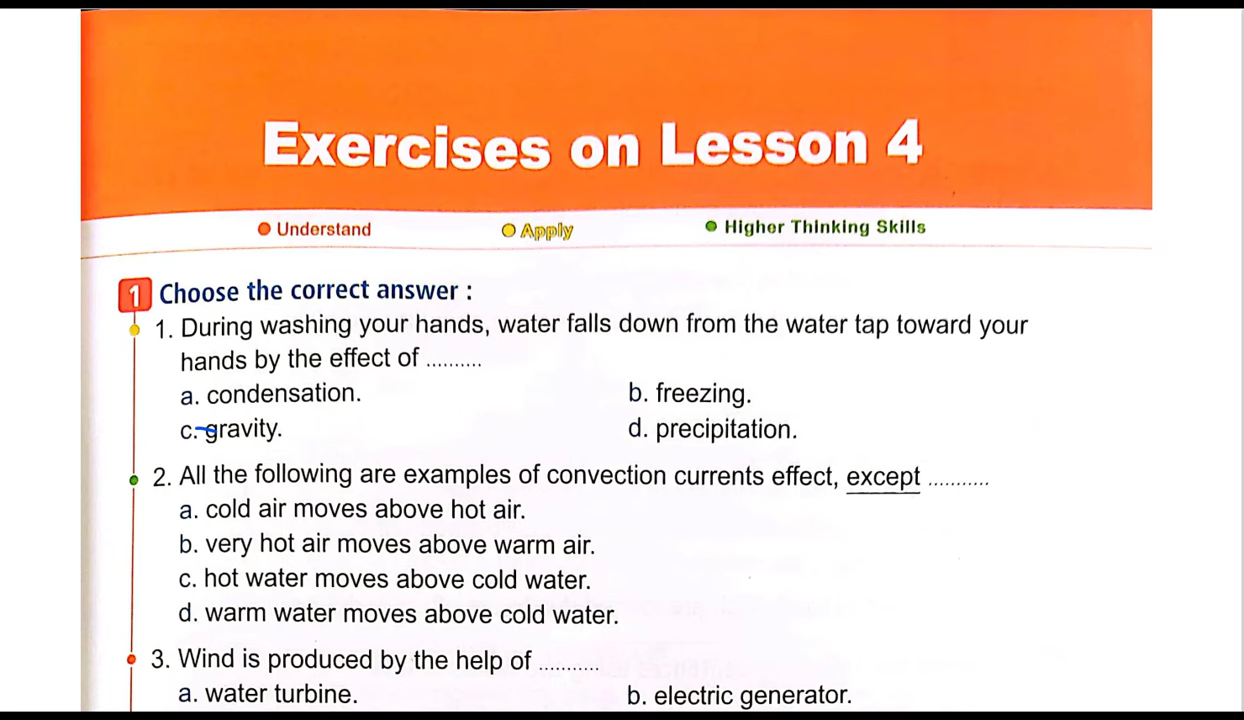 Exercises on Lesson 4
Understand Apply Higher Thinking Skills
1 Choose the correct answer :
1. During washing your hands, water falls down from the water tap toward your
hands by the effect of ..........
a. condensation. b. freezing.
c. gravity. d. precipitation.
2. All the following are examples of convection currents effect, except ...........
a. cold air moves above hot air.
b. very hot air moves above warm air.
c. hot water moves above cold water.
d. warm water moves above cold water.
3. Wind is produced by the help of ...........
a. water turbine. b. electric generator.